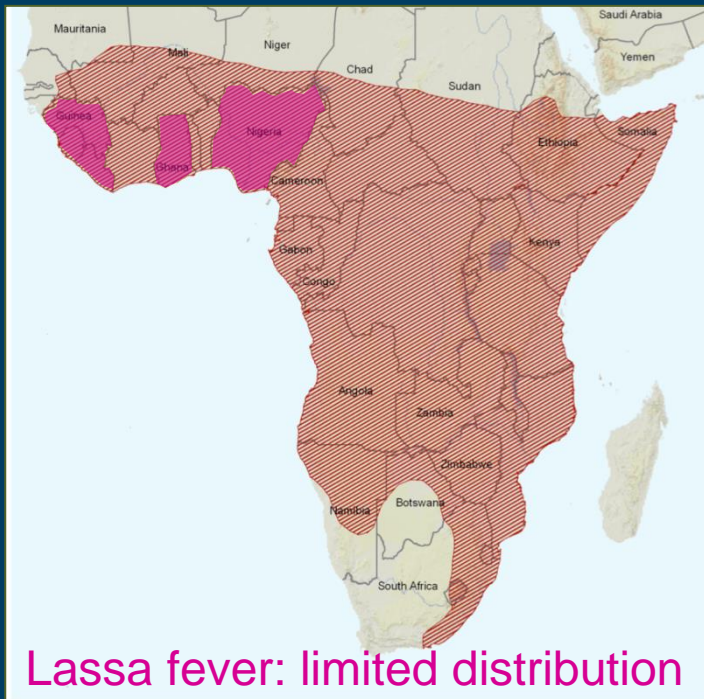 Saudi Arabia
Mauritania
Niger
Mali
Yemen
Chad
Sudan
Guinea
Nigeria
Ethiopia
Somalia
Ghana
Cameroon
Kenya
Gabon
Congo
Angola
Zambia
Zimbabwe
Namibia
Botswana
South Africa
Lassa fever: limited distribution